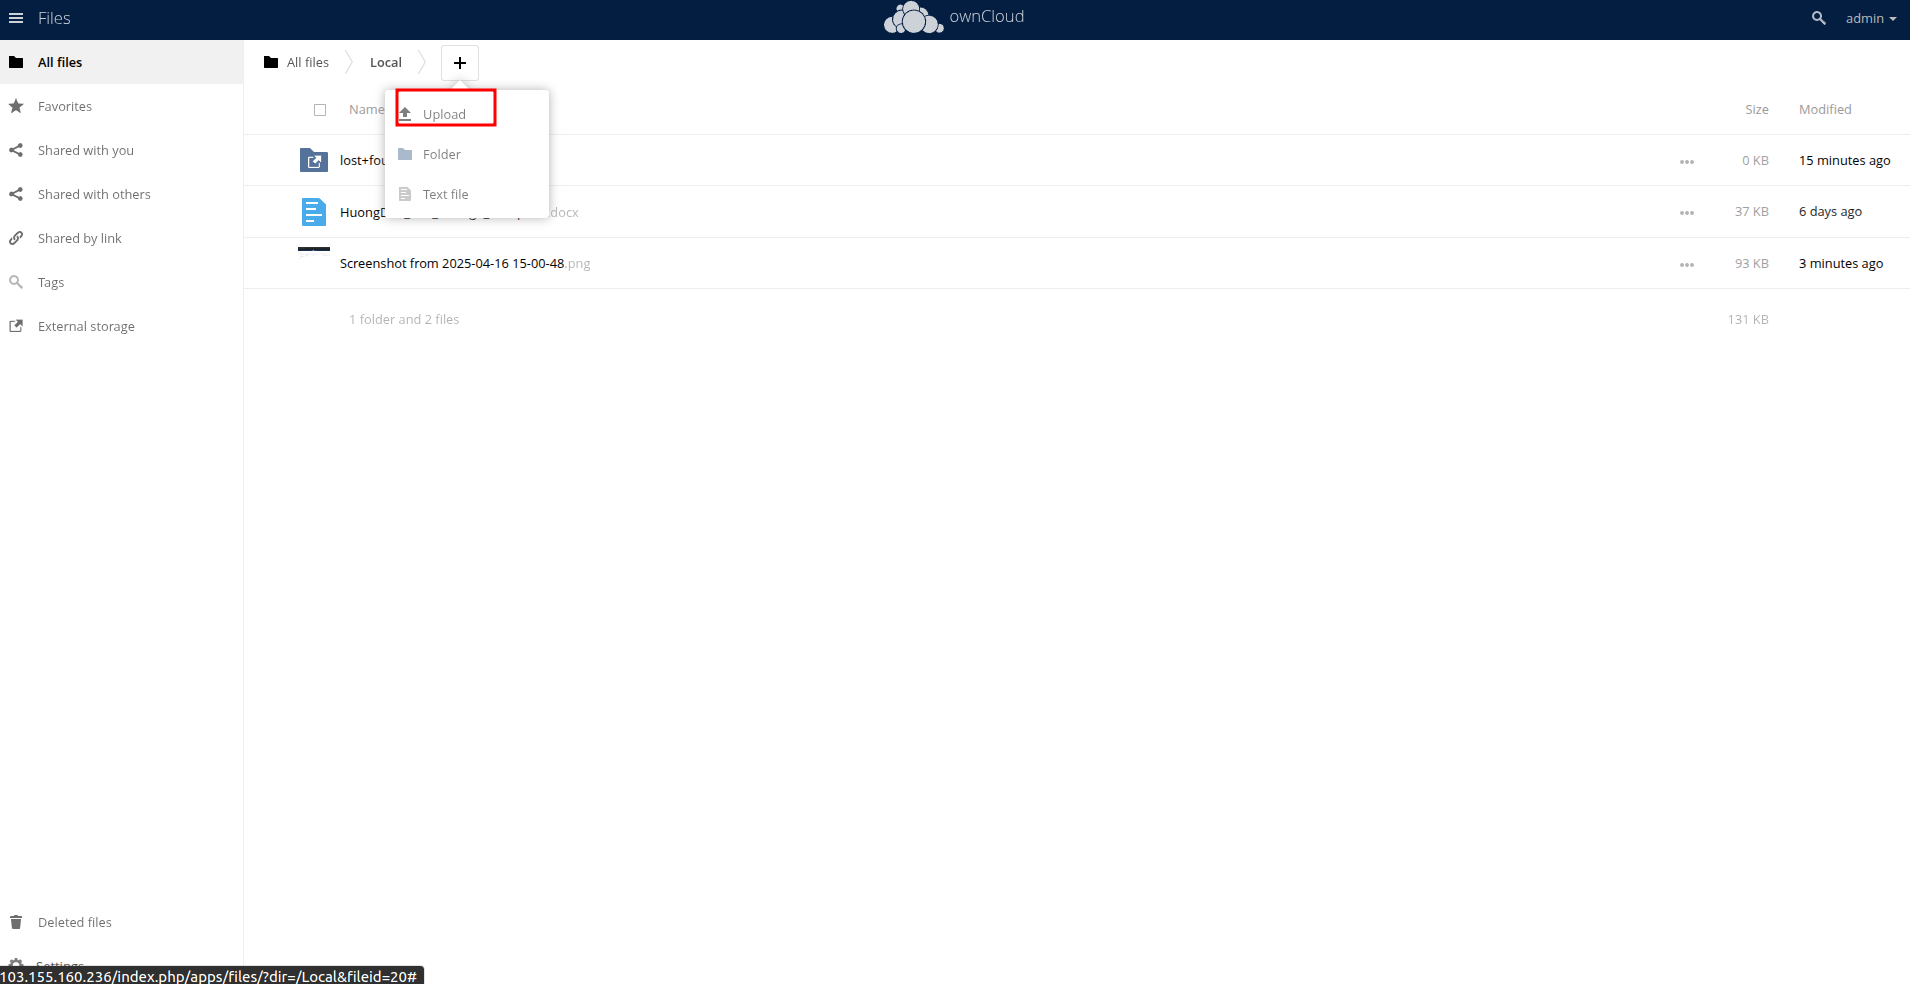 Files
ownCloud
admin
All files
Favorites
Shared with you
Shared with others
Shared by link
Tags
External storage
Deleted files
All files
Local
+
Upload
Folder
Text file
Name
Size
Modified
lost+fou
0 KB
15 minutes ago
.docx
37 KB
6 days ago
Screenshot from 2025-04-16 15-00-48.png
93 KB
3 minutes ago
1 folder and 2 files
131 KB
103.155.160.236/index.php/apps/files/?dir=/Local&fileid=20#